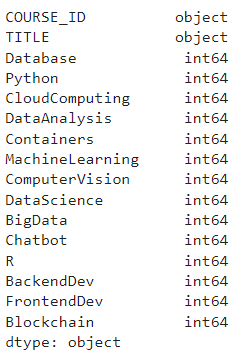 COURSE_ID object
TITLE object
Database int64
Python int64
CloudComputing int64
DataAnalysis int64
Containers int64
MachineLearning int64
ComputerVision int64
DataScience int64
BigData int64
Chatbot int64
R int64
BackendDev int64
FrontendDev int64
Blockchain int64
dtype: object